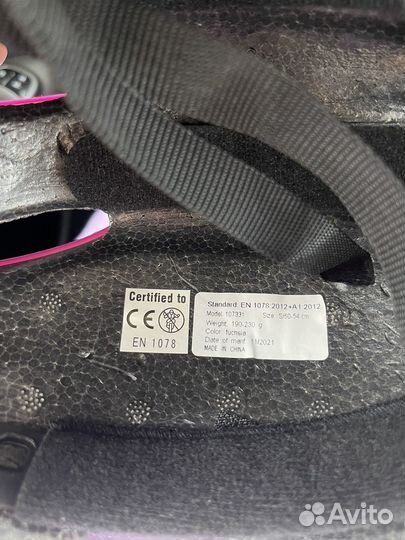 Certified to
CE
EN 1078
Standard: EN 1078:2012+A1:2012
Model: 107331 Size: S/50-54 cm
Weight: 190-230 g
Color: fuchsia
Date of manf: 11/2021
MADE IN CHINA
Avito